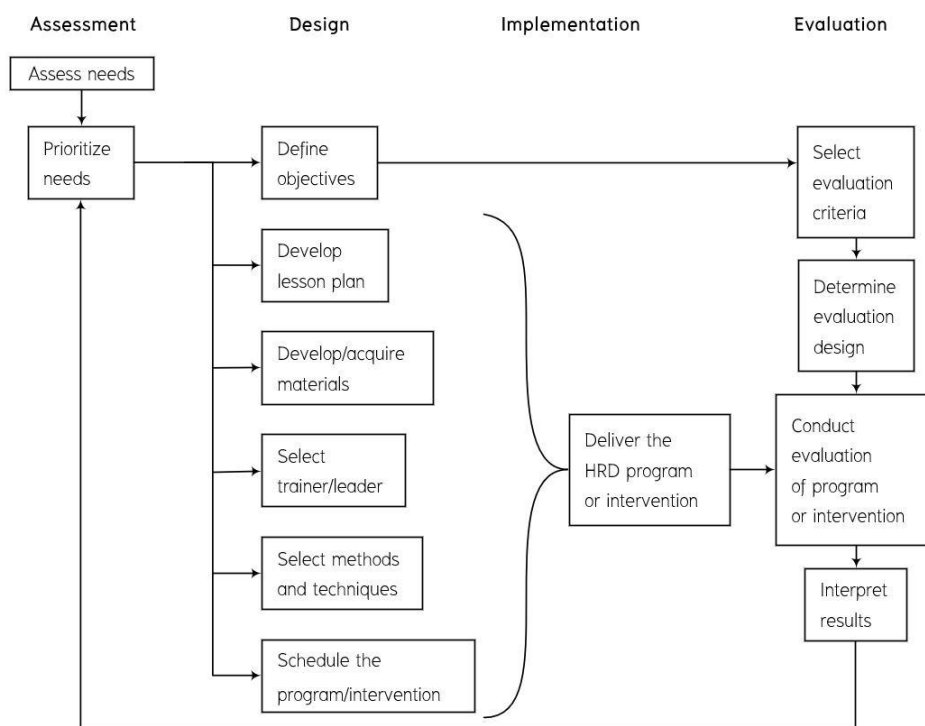 Assessment
Design
Implementation
Evaluation
Assess needs
Prioritize
needs
Define
objectives
Develop
lesson plan
Develop/acquire
materials
Select
trainer/leader
Select methods
and techniques
Schedule the
program/intervention
Deliver the
HRD program
or intervention
Select
evaluation
criteria
Determine
evaluation
design
Conduct
evaluation
of program
or intervention
Interpret
results